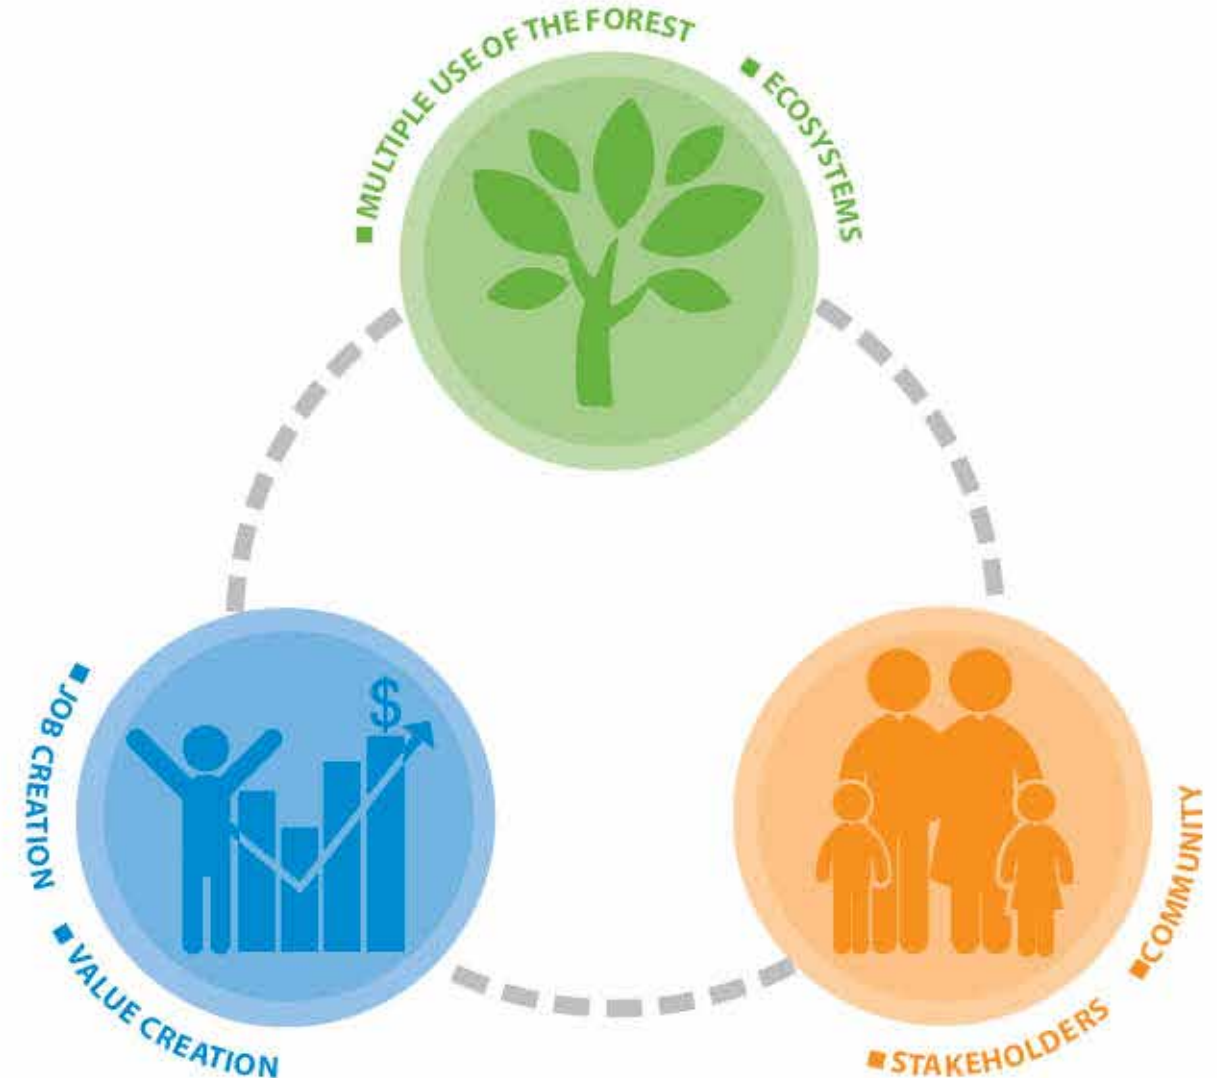 ■ MULTIPLE USE OF THE FOREST
■ ECOSYSTEMS
$
■ JOB CREATION
■ VALUE CREATION
■ COMMUNITY
■ STAKEHOLDERS